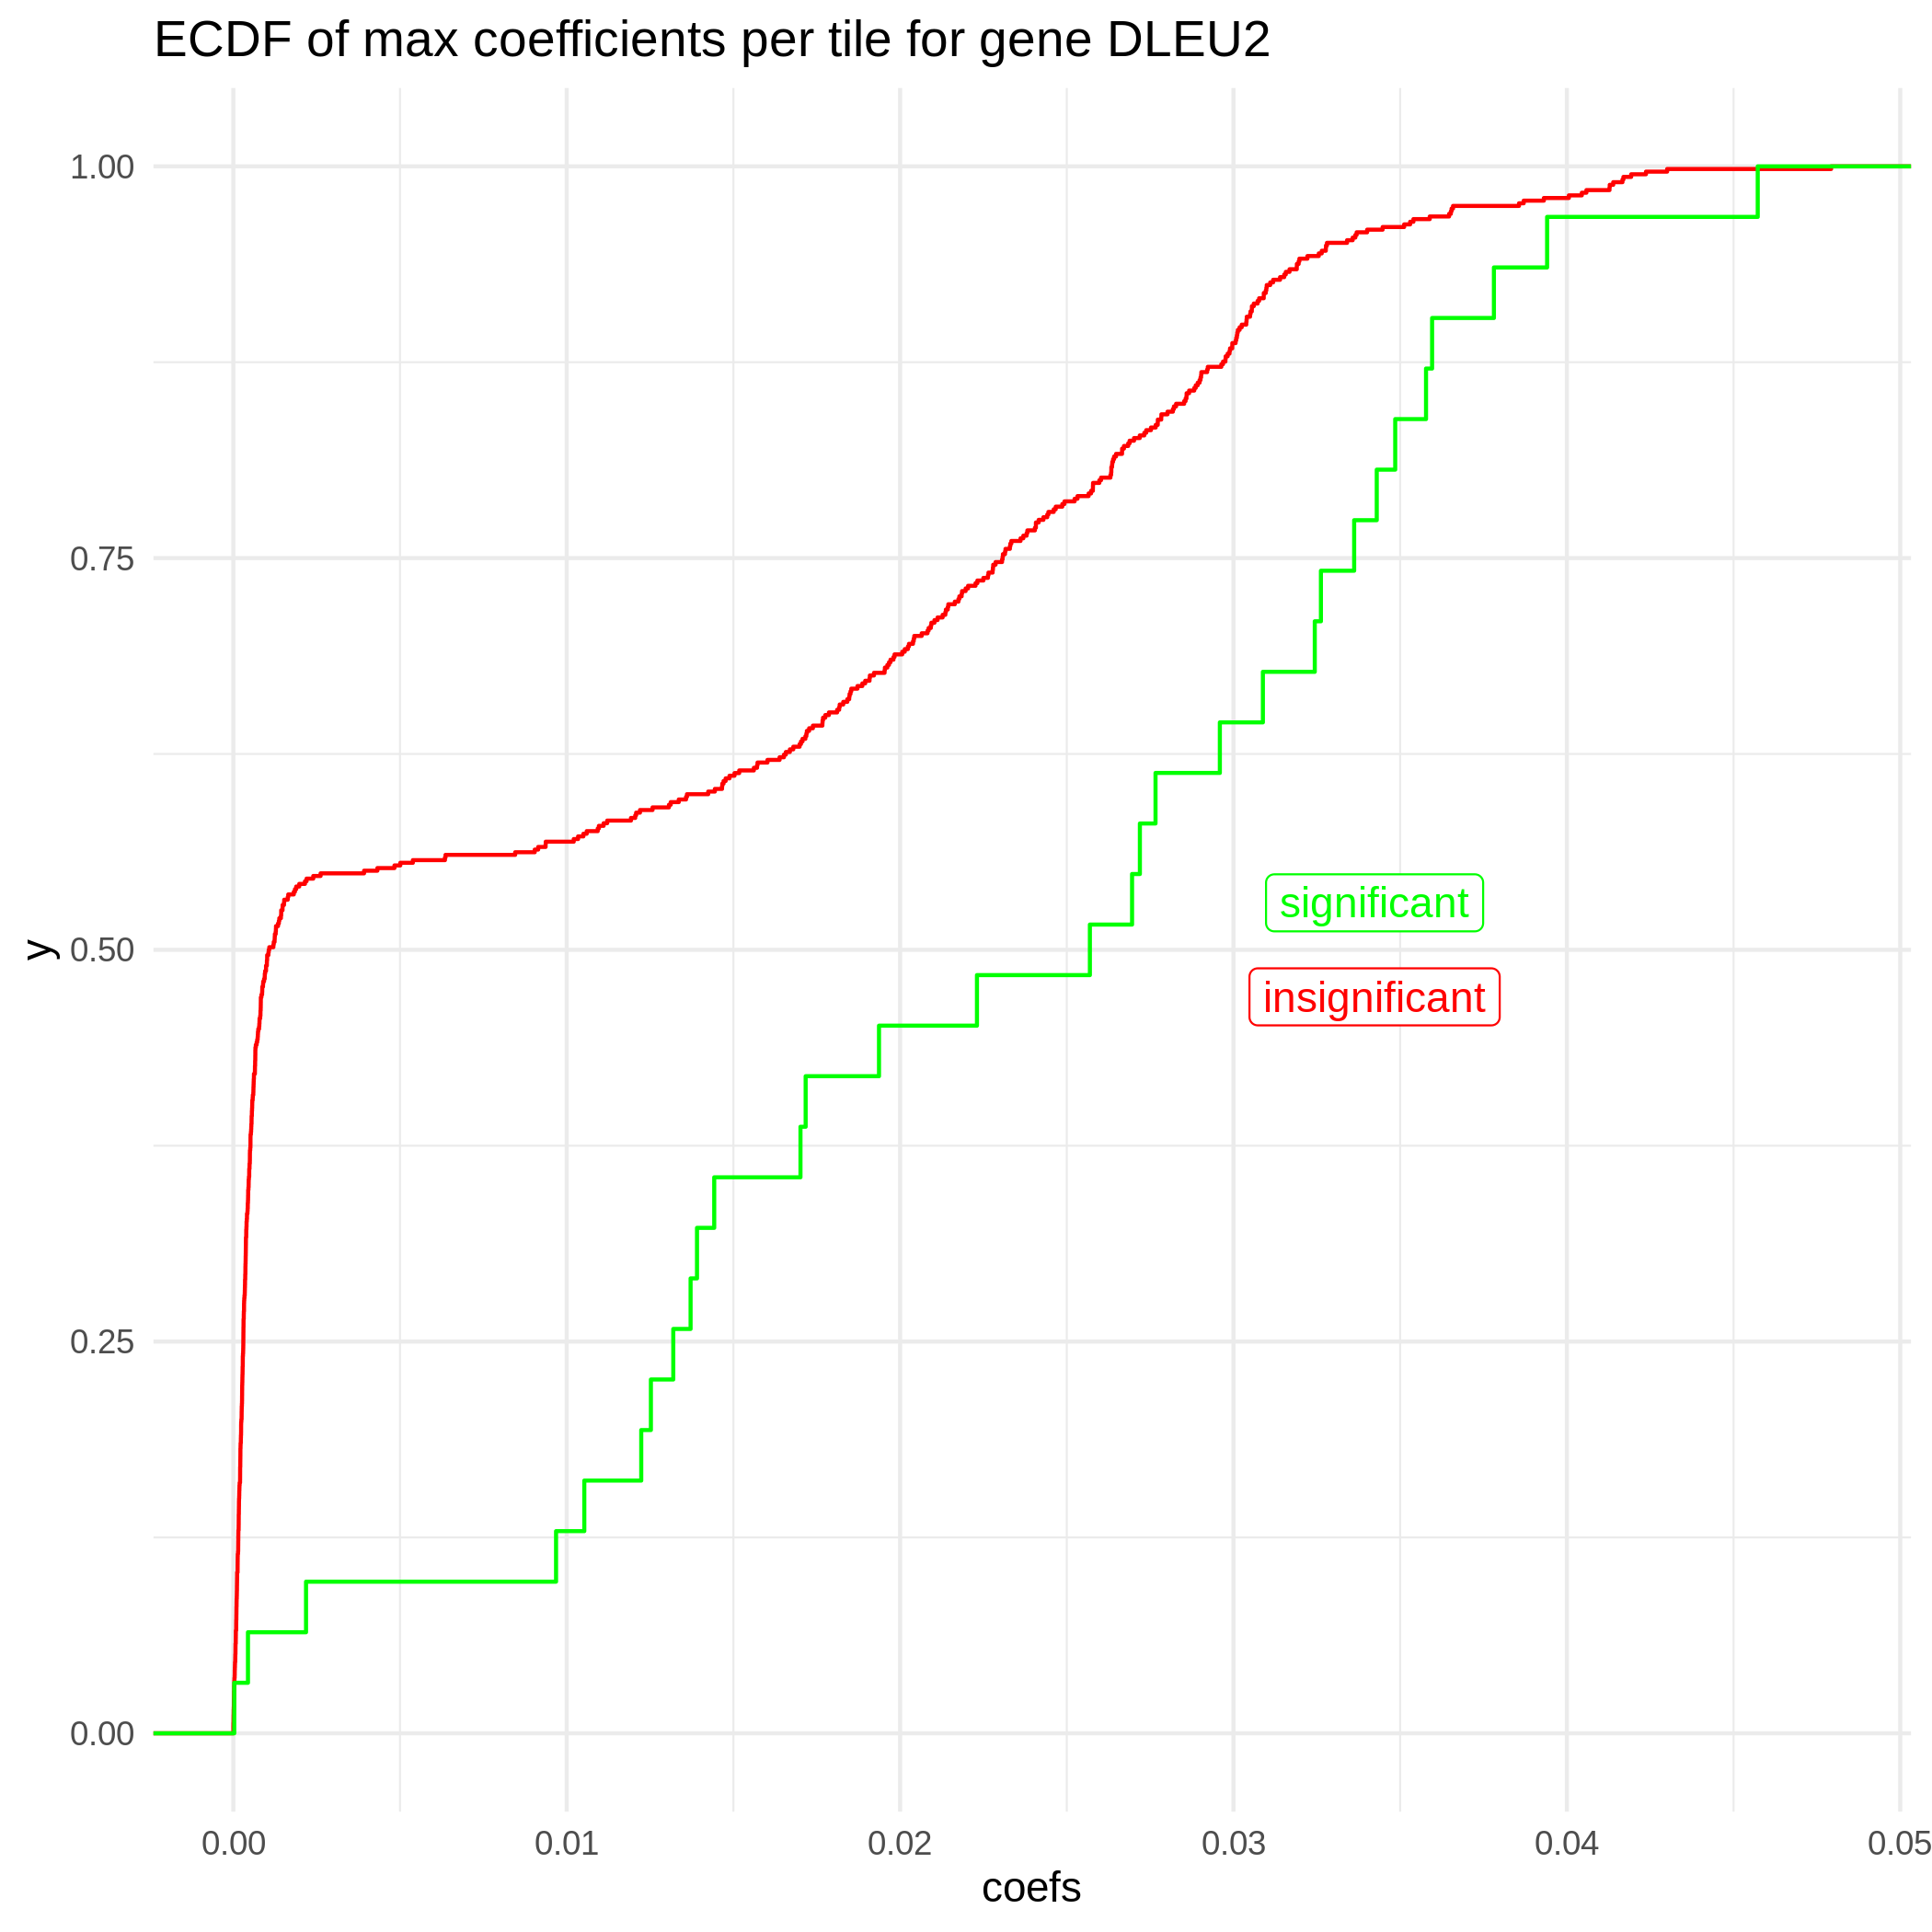 ECDF of max coefficients per tile for gene DLEU2
1.00
0.75
0.50
0.25
0.00
y
significant
insignificant
0.00 0.01 0.02 0.03 0.04 0.05
coefs